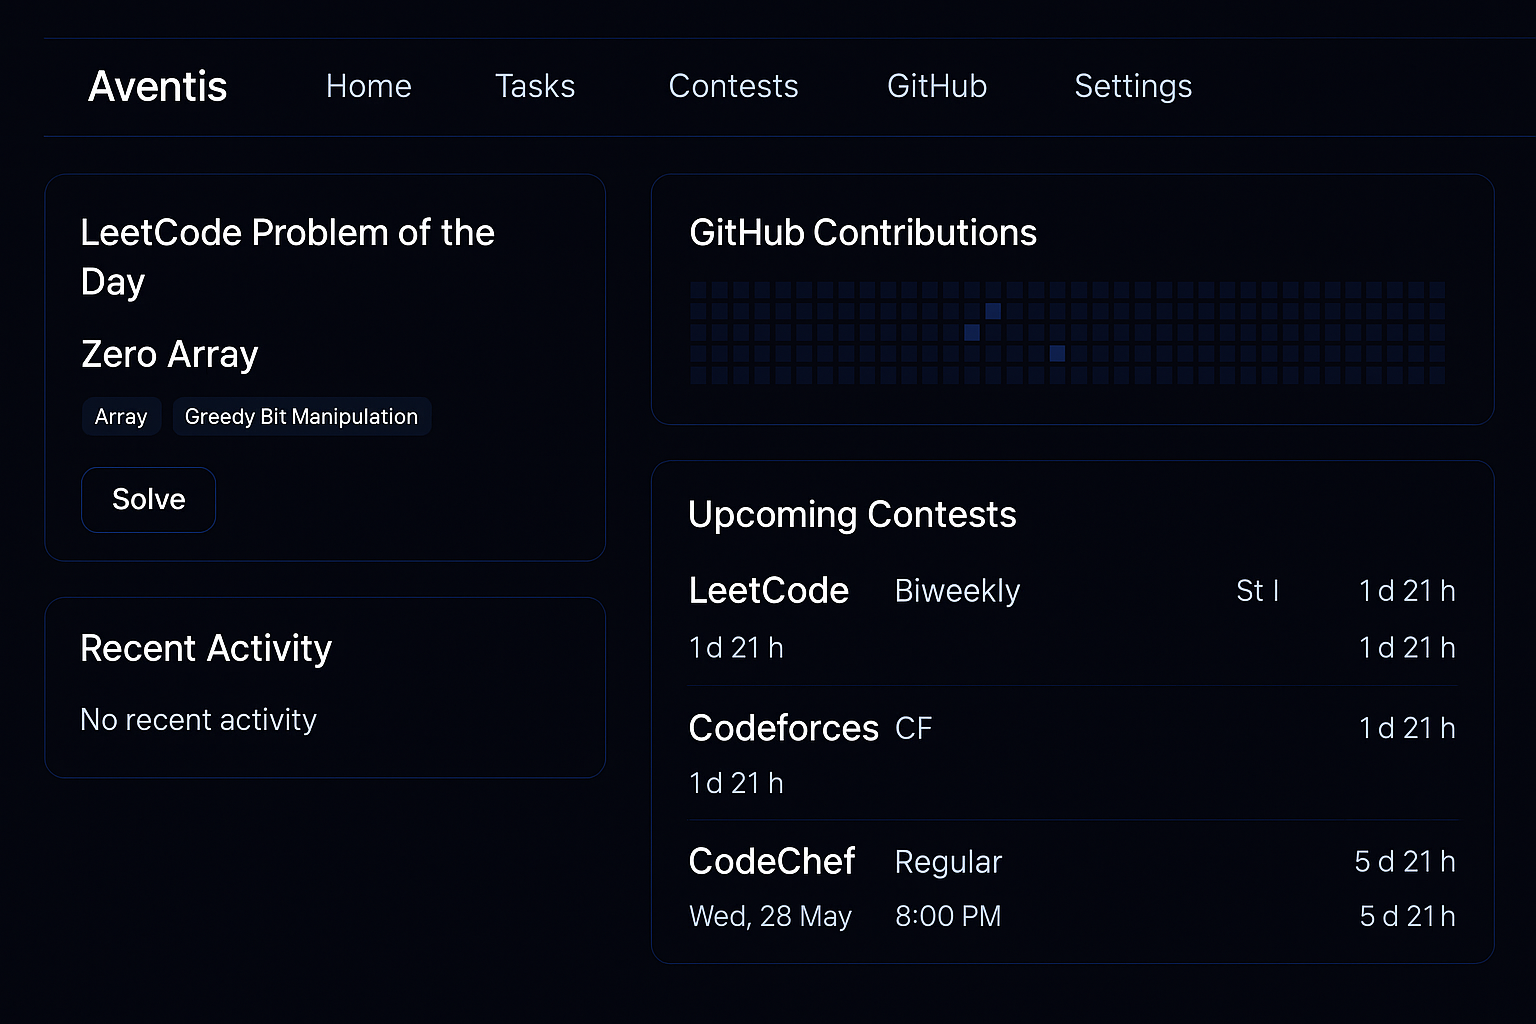 Aventis Home Tasks Contests GitHub Settings
LeetCode Problem of the
Day
Zero Array
Array Greedy Bit Manipulation
Solve
Recent Activity
No recent activity
GitHub Contributions
Upcoming Contests
LeetCode Biweekly St I 1 d 21 h
1 d 21 h 1 d 21 h
Codeforces CF 1 d 21 h
1 d 21 h
CodeChef Regular 5 d 21 h
Wed, 28 May 8:00 PM 5 d 21 h